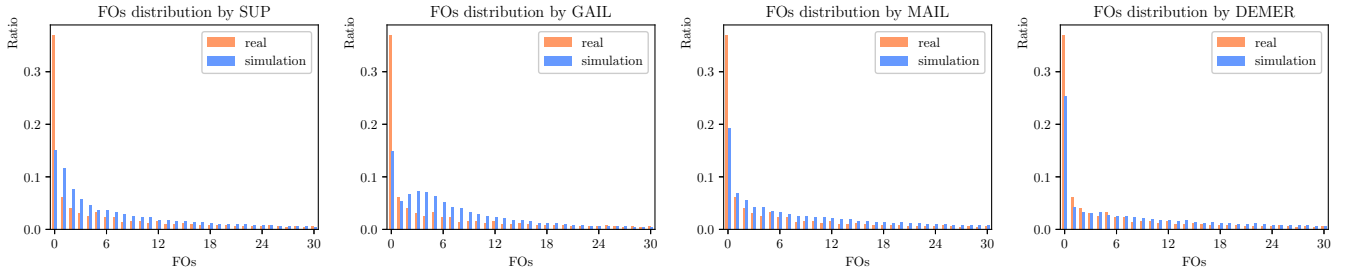 FOs distribution by SUP
Ratio
real
simulation
0.3
0.2
0.1
0.0
0 6 12 18 24 30
FOs
FOs distribution by GAIL
Ratio
real
simulation
0.3
0.2
0.1
0.0
0 6 12 18 24 30
FOs
FOs distribution by MAIL
Ratio
real
simulation
0.3
0.2
0.1
0.0
0 6 12 18 24 30
FOs
FOs distribution by DEMER
Ratio
real
simulation
0.3
0.2
0.1
0.0
0 6 12 18 24 30
FOs